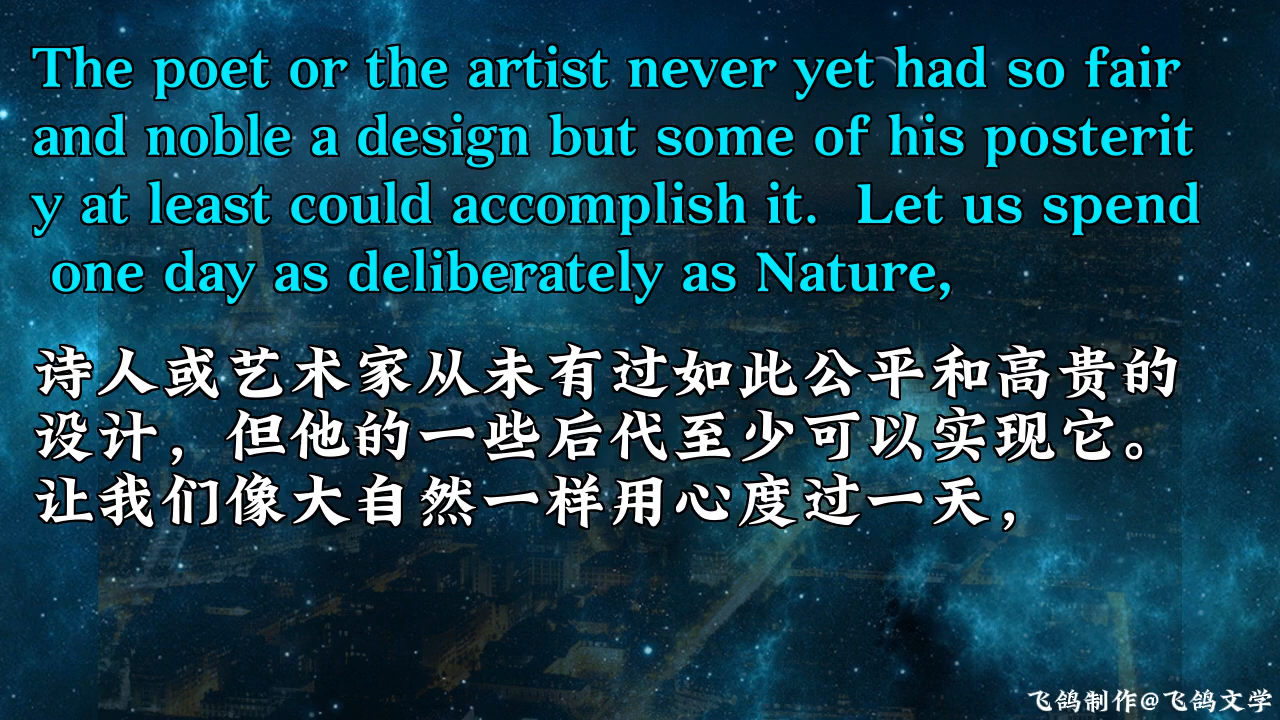 The poet or the artist never yet had so fair
and noble a design but some of his posterit
y at least could accomplish it.  Let us spend
one day as deliberately as Nature,
诗人或艺术家从未有过如此公平和高贵的
设计，但他的一些后代至少可以实现它。
让我们像大自然一样用心度过一天，
飞鸽制作@飞鸽文学